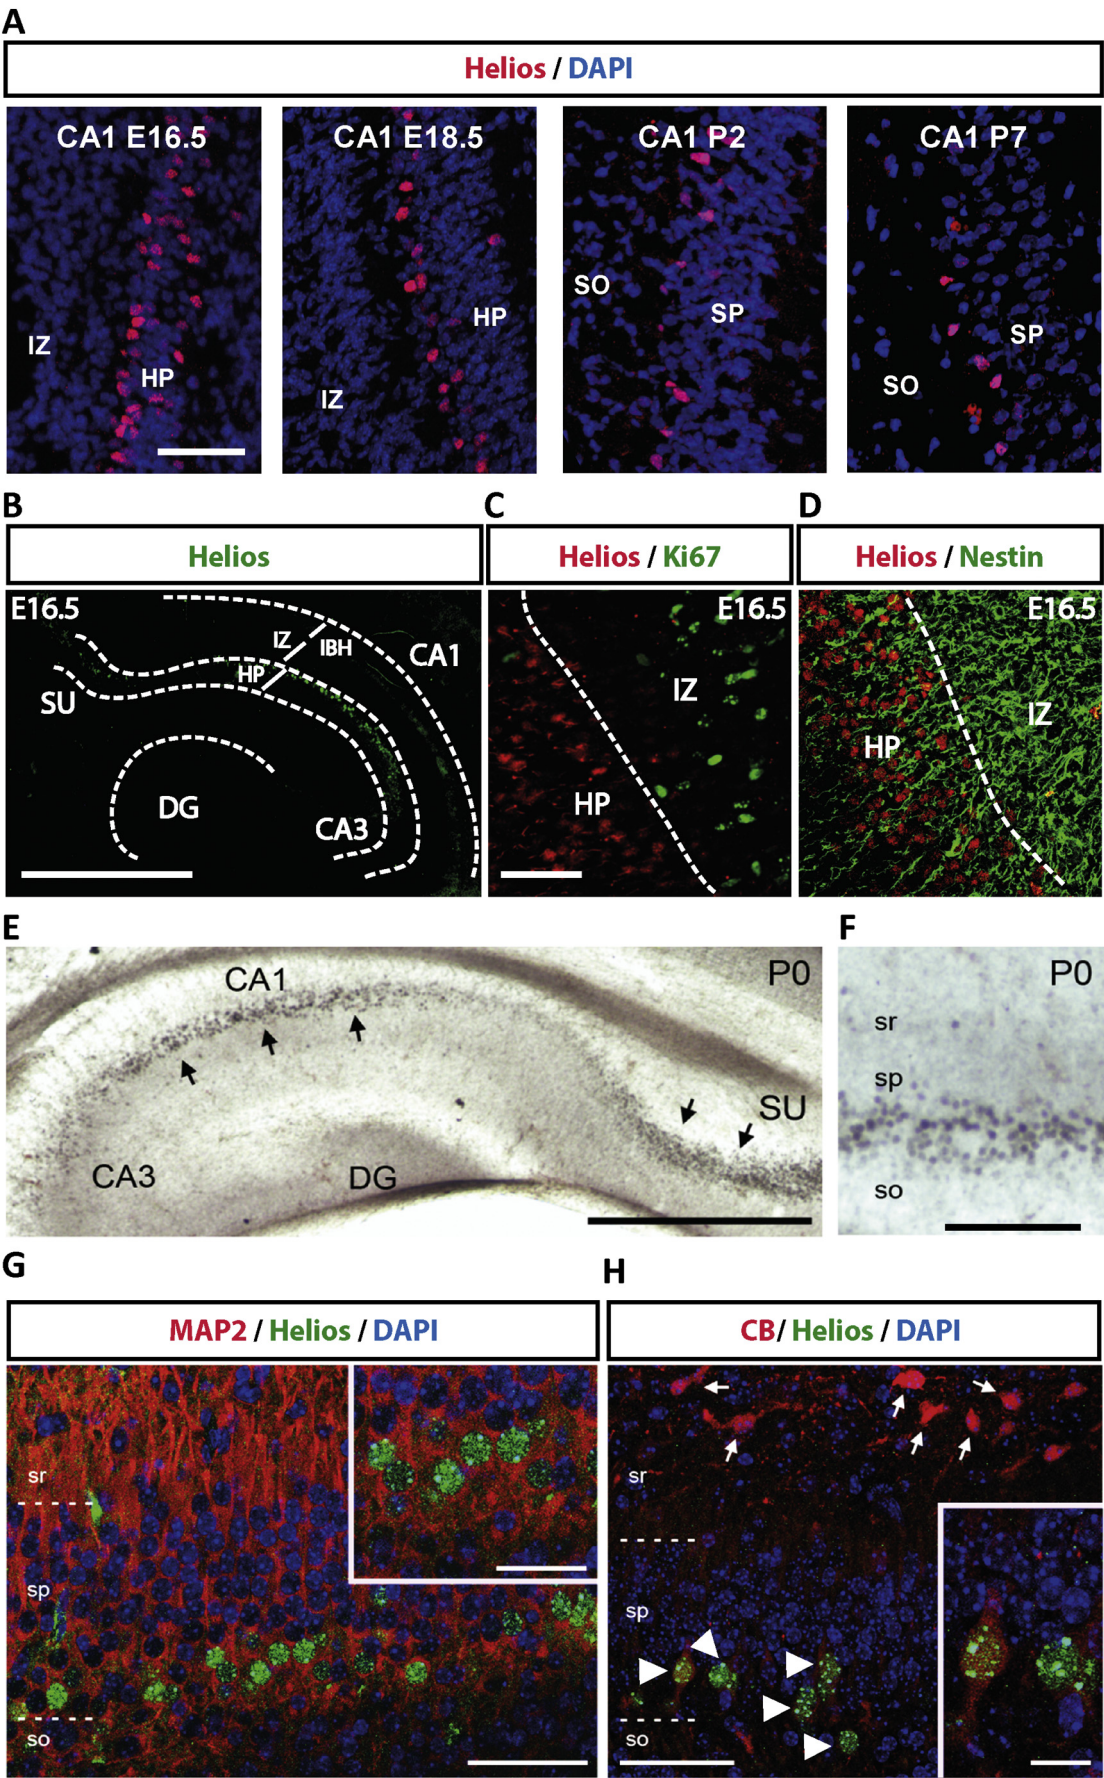 A
Helios / DAPI
CA1 E16.5
IZ
HP
CA1 E18.5
HP
IZ
CA1 P2
SO
SP
CA1 P7
SP
SO
B
Helios
E16.5
IZ
IBH
CA1
HP
SU
DG
CA3
C
Helios / Ki67
E16.5
IZ
HP
D
Helios / Nestin
E16.5
IZ
HP
E
CA1
P0
SU
CA3
DG
F
P0
sr
sp
so
G
MAP2 / Helios / DAPI
sr
sp
so
H
CB/ Helios / DAPI
sr
sp
so